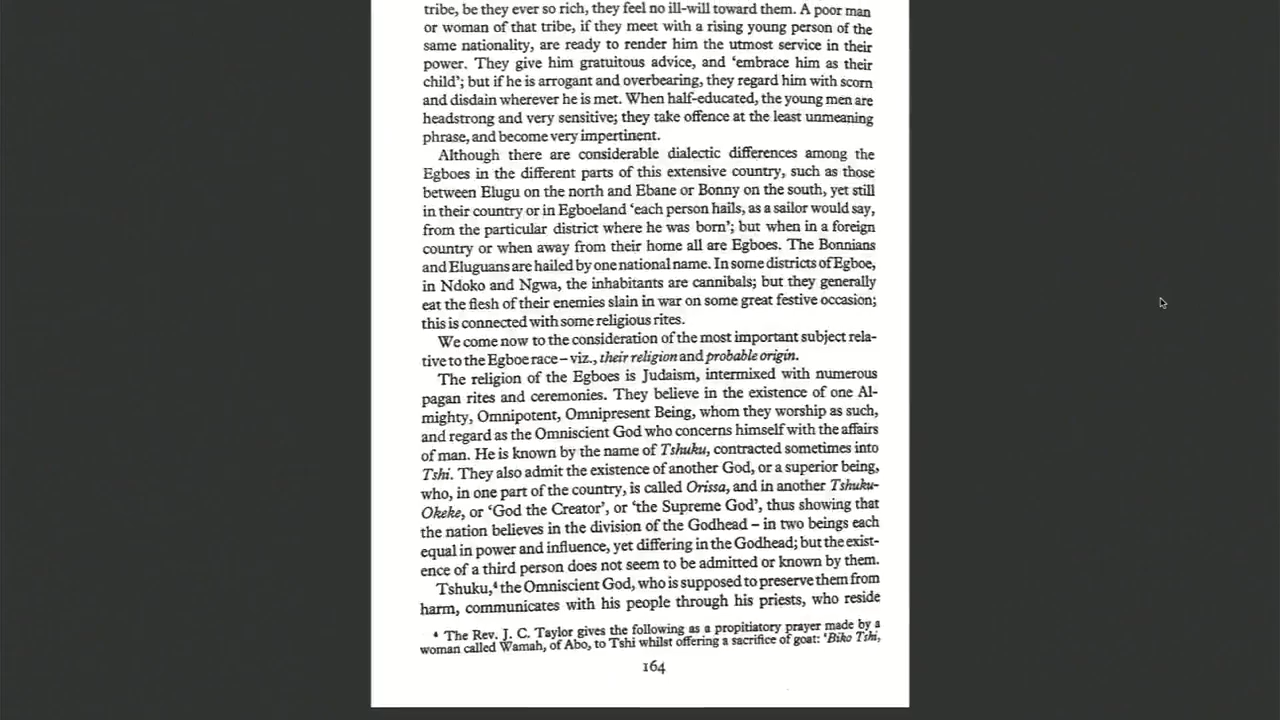 tribe, be they ever so rich, they feel no ill-will toward them. A poor man
or woman of that tribe, if they meet with a rising young person of the
same nationality, are ready to render him the utmost service in their
power. They give him gratuitous advice, and ‘embrace him as their
child’; but if he is arrogant and overbearing, they regard him with scorn
and disdain wherever he is met. When half-educated, the young men are
headstrong and very sensitive; they take offence at the least unmeaning
phrase, and become very impertinent.
Although there are considerable dialectic differences among the
Egboes in the different parts of this extensive country, such as those
between Elugu on the north and Ebane or Bonny on the south, yet still
in their country or in Egboeland ‘each person hails, as a sailor would say,
from the particular district where he was born’; but when in a foreign
country or when away from their home all are Egboes. The Bonnians
and Eluguans are hailed by one national name. In some districts of Egboe,
in Ndoko and Ngwa, the inhabitants are cannibals; but they generally
eat the flesh of their enemies slain in war on some great festive occasion;
this is connected with some religious rites.
We come now to the consideration of the most important subject rela-
tive to the Egboe race – viz., their religion and probable origin.
The religion of the Egboes is Judaism, intermixed with numerous
pagan rites and ceremonies. They believe in the existence of one Al-
mighty, Omnipotent, Omnipresent Being, whom they worship as such,
and regard as the Omniscient God who concerns himself with the affairs
of man. He is known by the name of Tshuku, contracted sometimes into
Tshi. They also admit the existence of another God, or a superior being,
who, in one part of the country, is called Orissa, and in another Tshuku-
Okeke, or ‘God the Creator’, or ‘the Supreme God’, thus showing that
the nation believes in the division of the Godhead – in two beings each
equal in power and influence, yet differing in the Godhead; but the exist-
ence of a third person does not seem to be admitted or known by them.
Tshuku,⁴ the Omniscient God, who is supposed to preserve them from
harm, communicates with his people through his priests, who reside
⁴ The Rev. J. C. Taylor gives the following as a propitiatory prayer made by a
woman called Wamah, of Abo, to Tshi whilst offering a sacrifice of goat: ‘Biko Tshi,
164